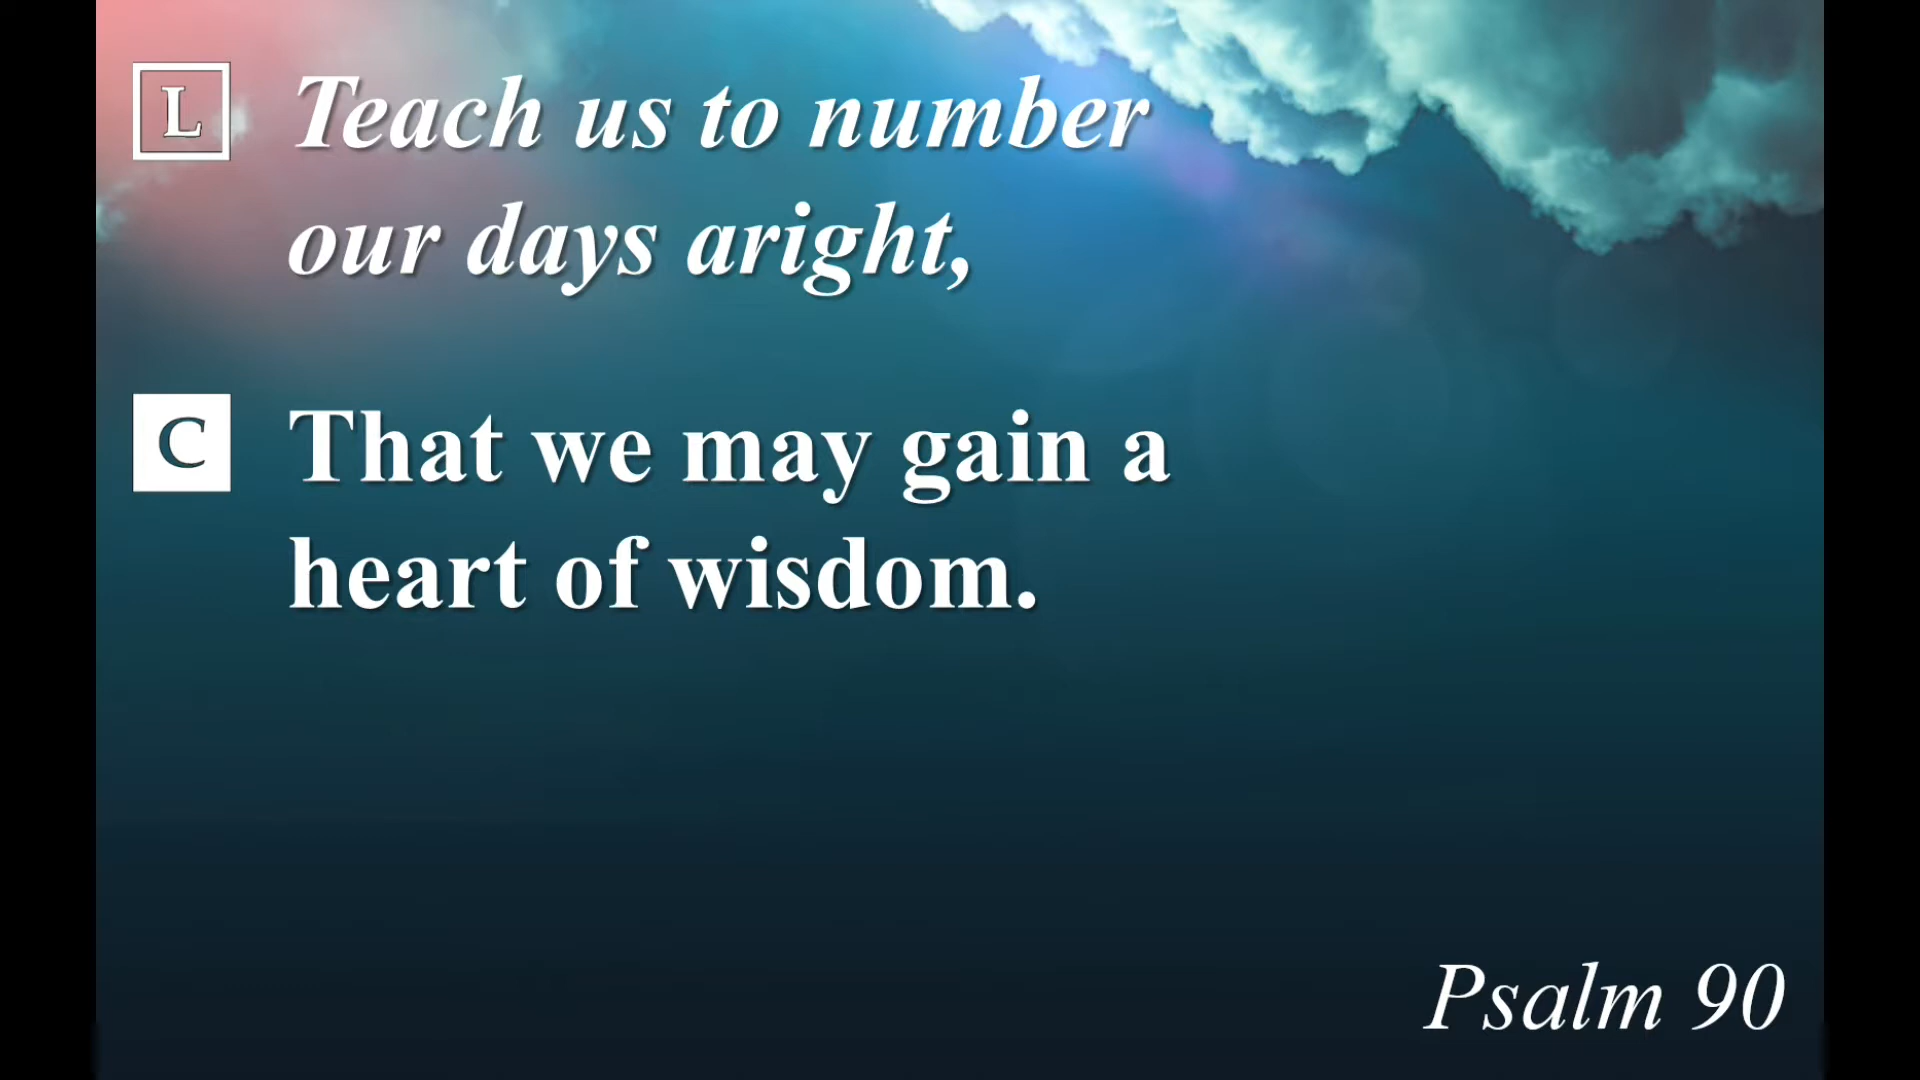 L Teach us to number
our days aright,
C That we may gain a
heart of wisdom.
Psalm 90